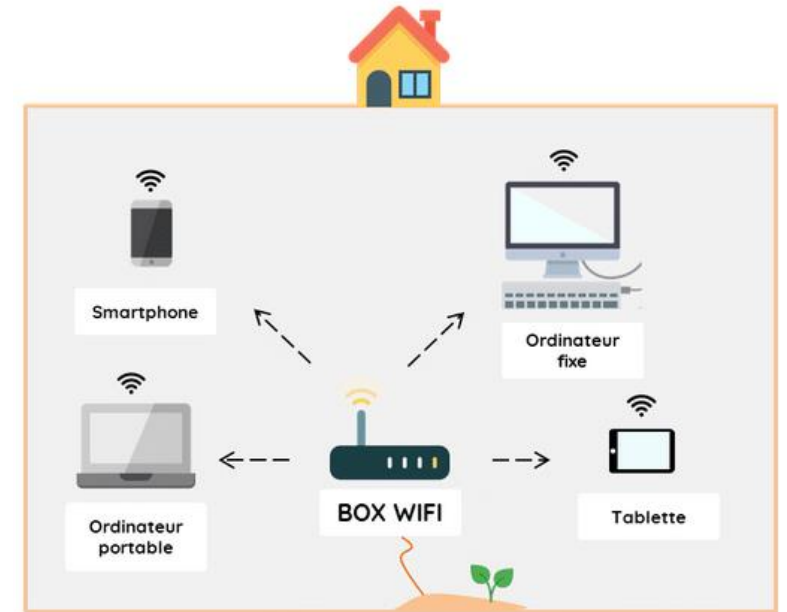 Smartphone
Ordinateur
fixe
Ordinateur
portable
BOX WIFI
Tablette